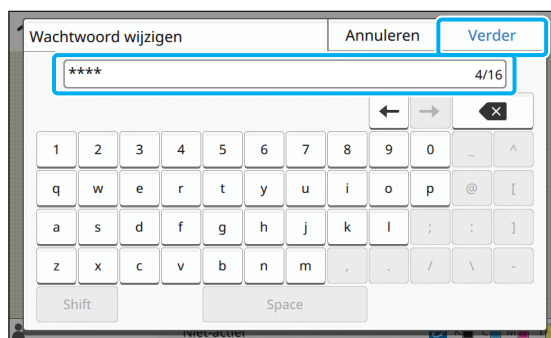 Wachtwoord wijzigen Annuleren Verder
**** 4/16
← →
1 2 3 4 5 6 7 8 9 0 _ ^
q w e r t y u i o p @ [
a s d f g h j k l ; : ]
z x c v b n m , . / \ -
Shift Space
Niet-actief K C M